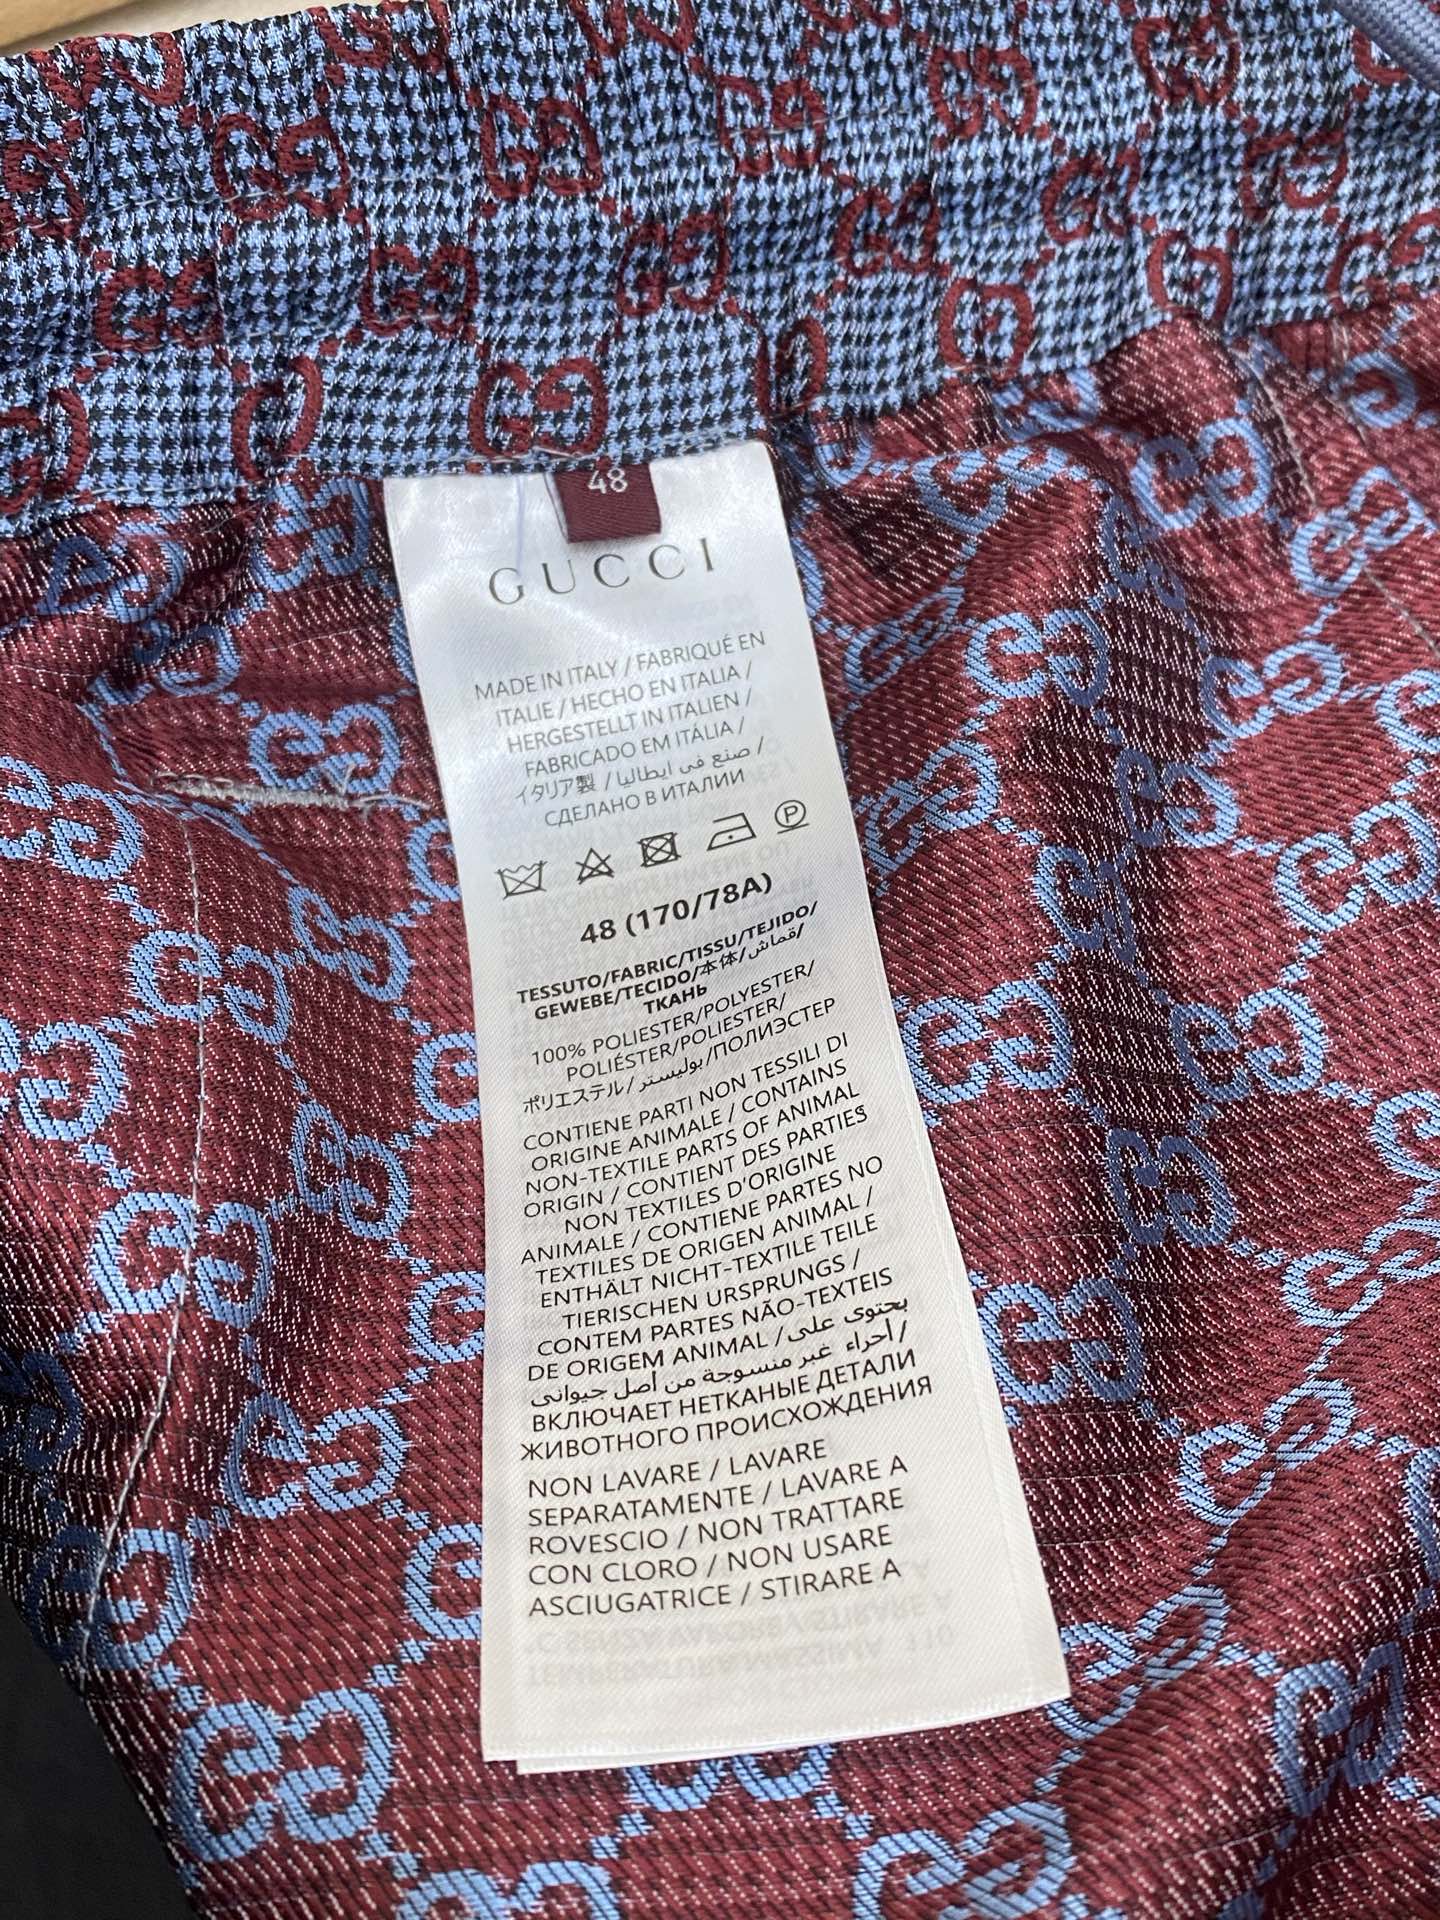 48
GUCCI
MADE IN ITALY / FABRIQUÉ EN
ITALIE / HECHO EN ITALIA /
HERGESTELLT IN ITALIEN /
FABRICADO EM ITÀLIA /
イタリア製 / صنع فى ايطاليا /
СДЕЛАНО В ИТАЛИИ
P
48 (170/78A)
TESSUTO/FABRIC/TISSU/TEJIDO/
GEWEBE/TECIDO/本体/قماش/
ТКАНЬ
100% POLIESTER/POLYESTER/
POLIÉSTER/POLIESTER/
ポリエステル/بوليستر/ПОЛИЭСТЕР
CONTIENE PARTI NON TESSILI DI
ORIGINE ANIMALE / CONTAINS
NON-TEXTILE PARTS OF ANIMAL
ORIGIN / CONTIENT DES PARTIES
NON TEXTILES D'ORIGINE
ANIMALE / CONTIENE PARTES NO
TEXTILES DE ORIGEN ANIMAL /
ENTHÄLT NICHT-TEXTILE TEILE
TIERISCHEN URSPRUNGS /
CONTEM PARTES NÃO-TEXTEIS
DE ORIGEM ANIMAL / يحتوى على
أجزاء غير منسوجة من أصل حيوانى /
ВКЛЮЧАЕТ НЕТКАНЫЕ ДЕТАЛИ
ЖИВОТНОГО ПРОИСХОЖДЕНИЯ
NON LAVARE / LAVARE
SEPARATAMENTE / LAVARE A
ROVESCIO / NON TRATTARE
CON CLORO / NON USARE
ASCIUGATRICE / STIRARE A